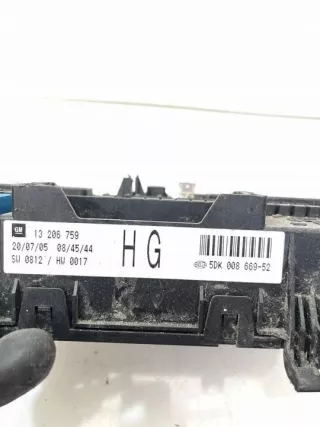 GM 13 206 759
20/07/05 08/45/44
SW 0812 / HW 0017
HG
5DK 008 669-52